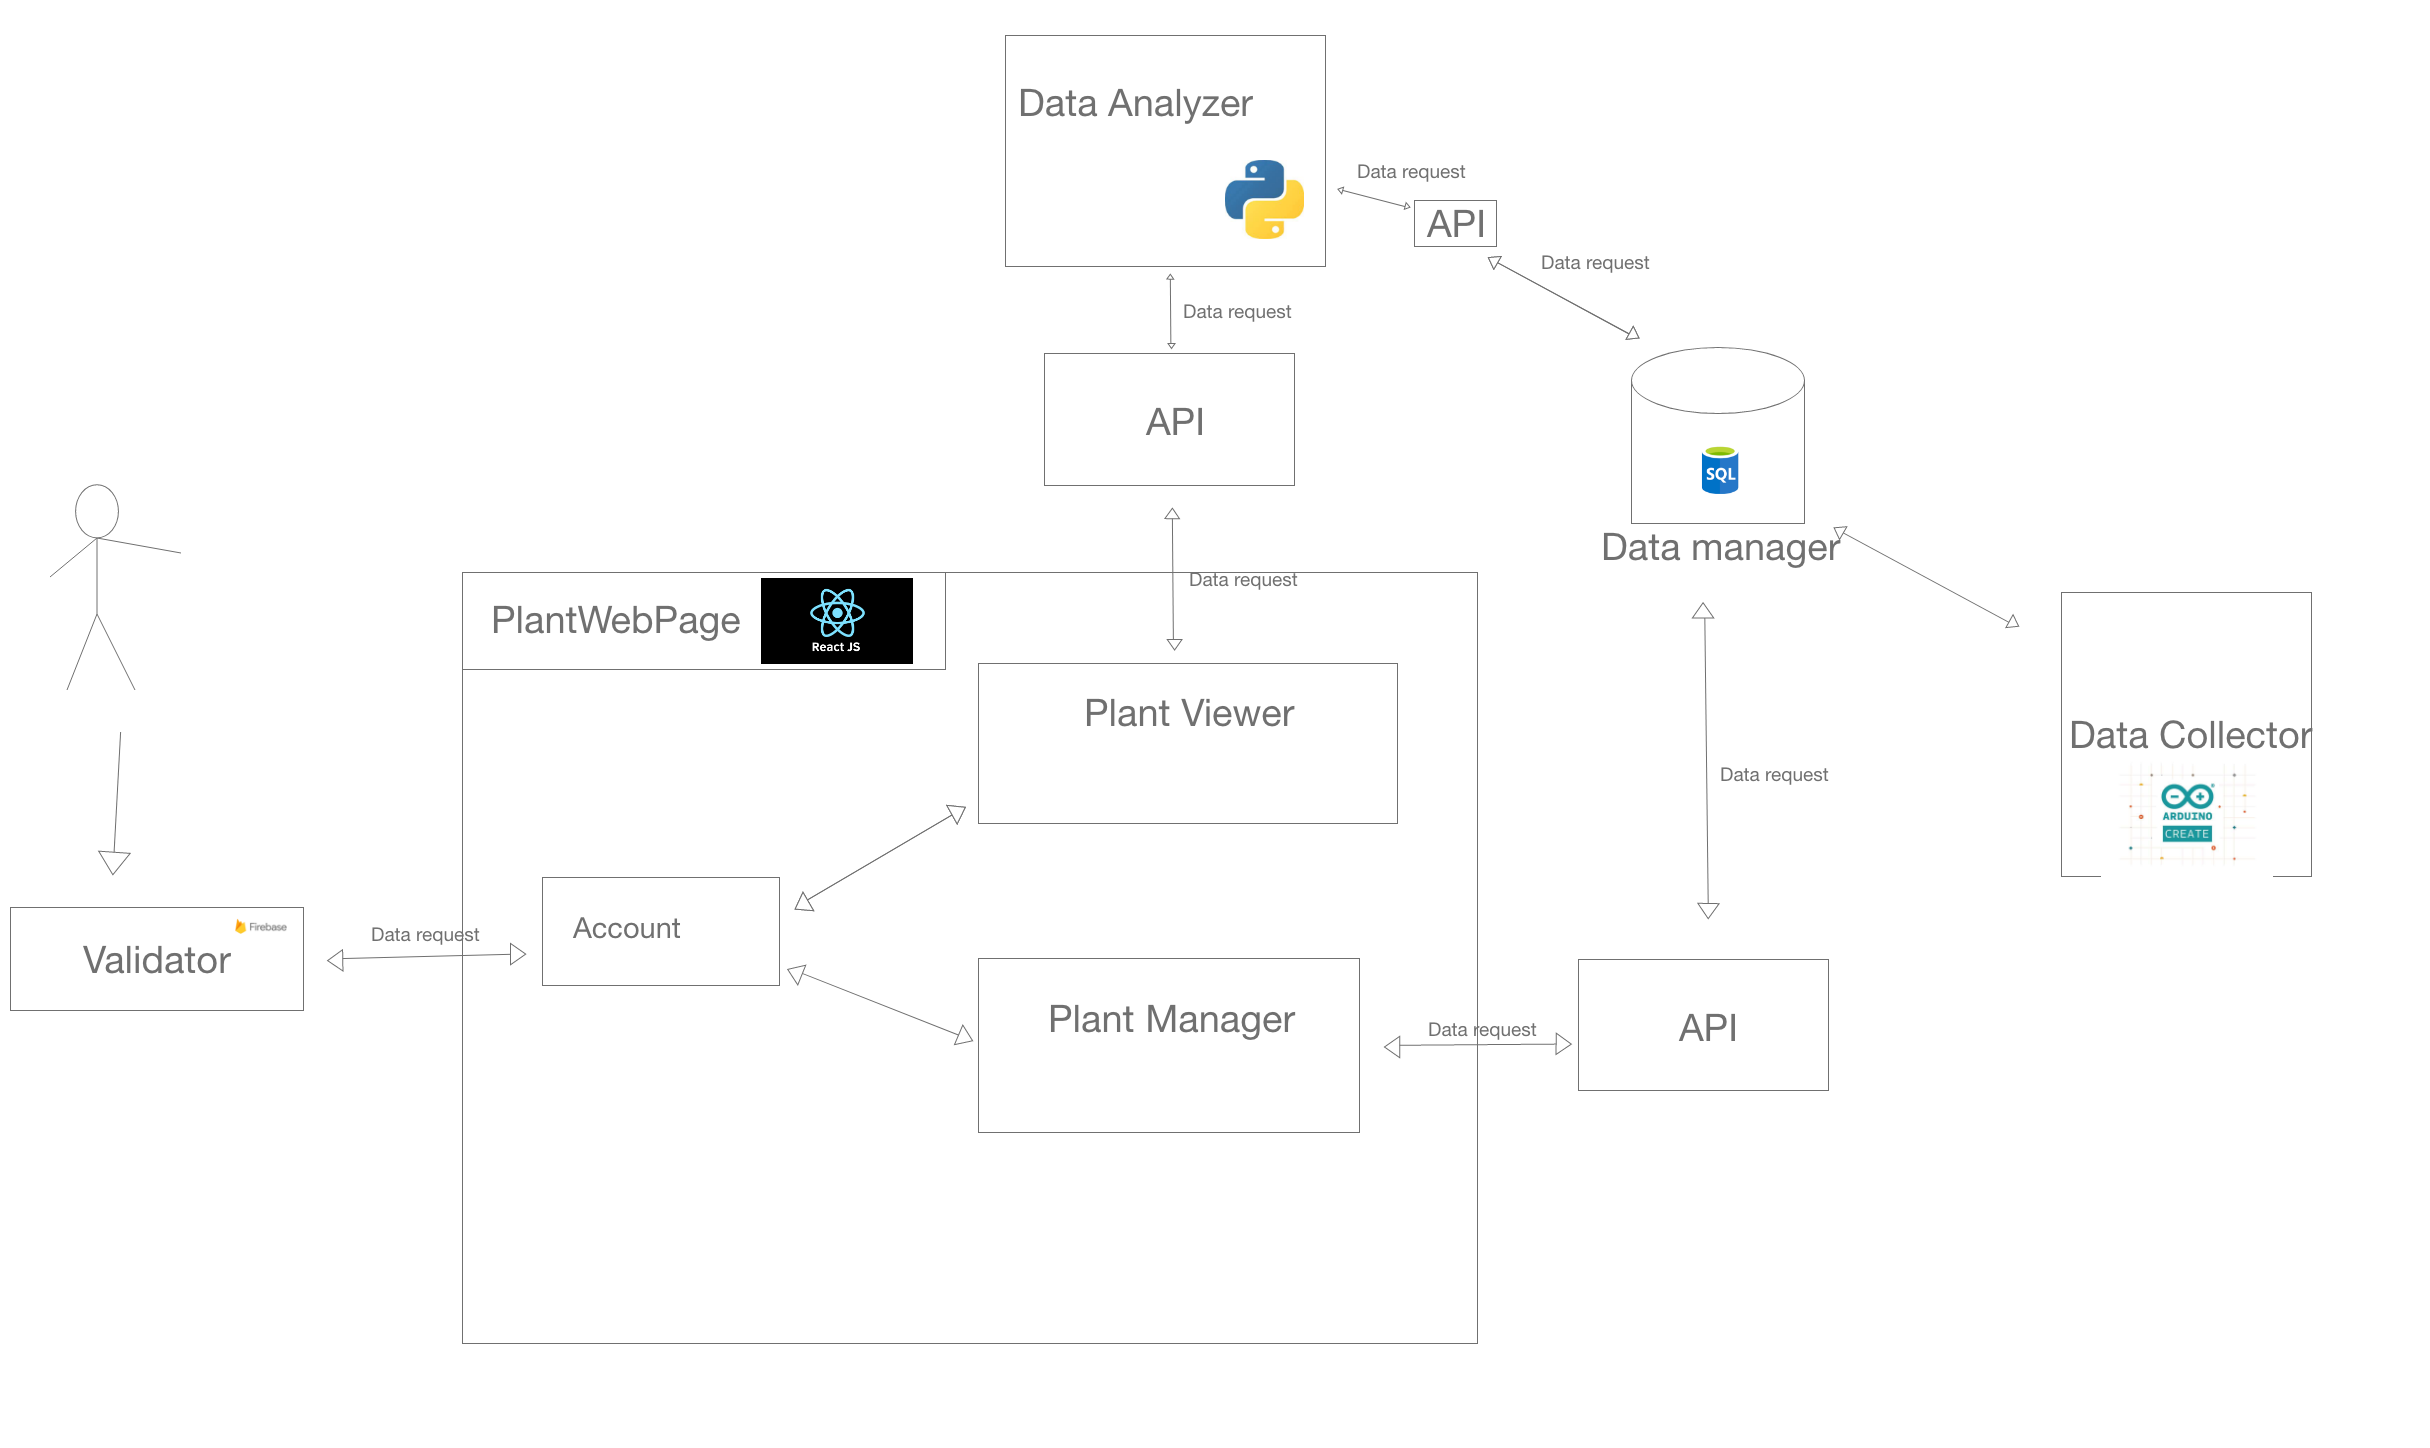 Data Analyzer
Data request
API
Data request
Data request
API
SQL
Data manager
Data request
PlantWebPage
React JS
Plant Viewer
Data Collector
ARDUINO
CREATE
Data request
Firebase
Validator
Data request
Account
Plant Manager
Data request
API